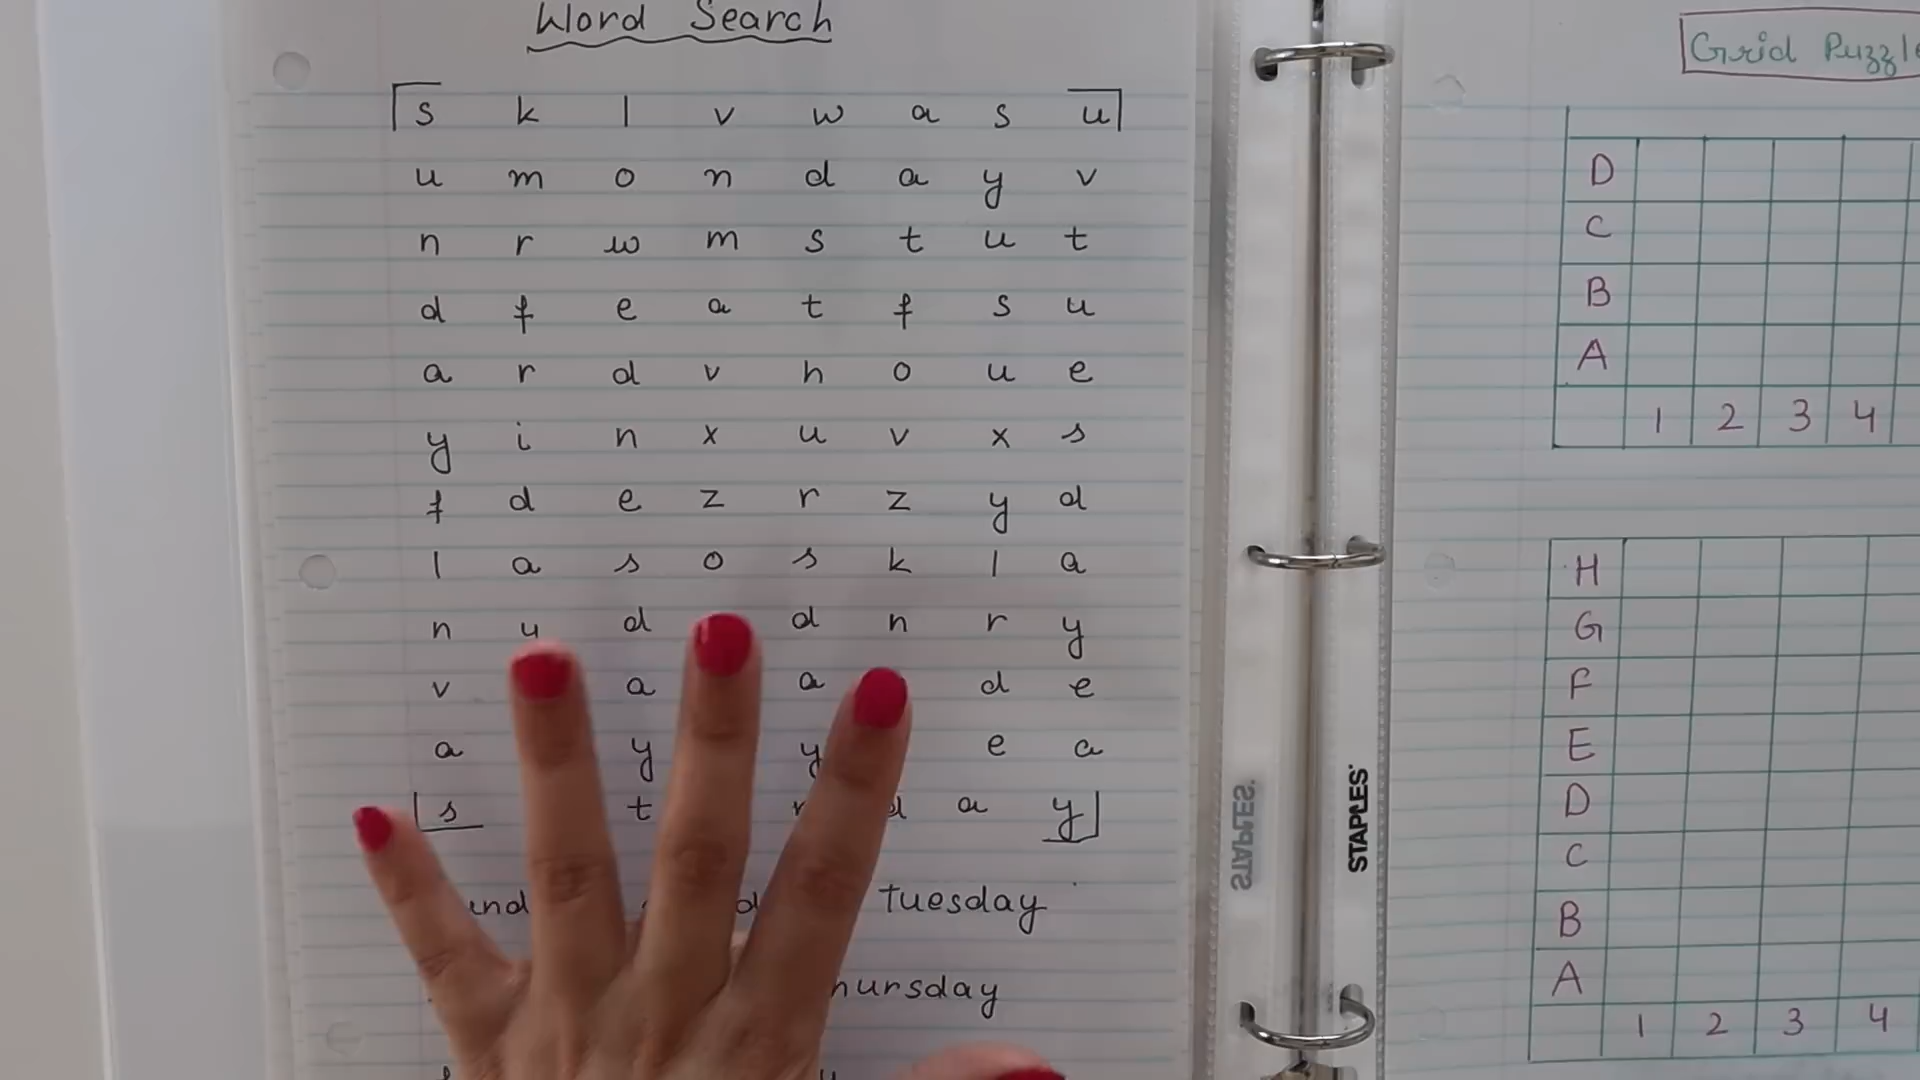 Word Search
s k l v w a s u
u m o n d a y v
n r w m s t u t
d f e a t f s u
a r d v h o u e
y i n x u v x s
f d e z r z y d
l a s o s k l a
n y d d n r y
v a a d e
a y y e a
s t r d a y
Tuesday
STAPLES
STAPLES
Grid Puzzle
D
C
B
A
1 2 3 4
H
G
F
E
D
C
B
A
1 2 3 4